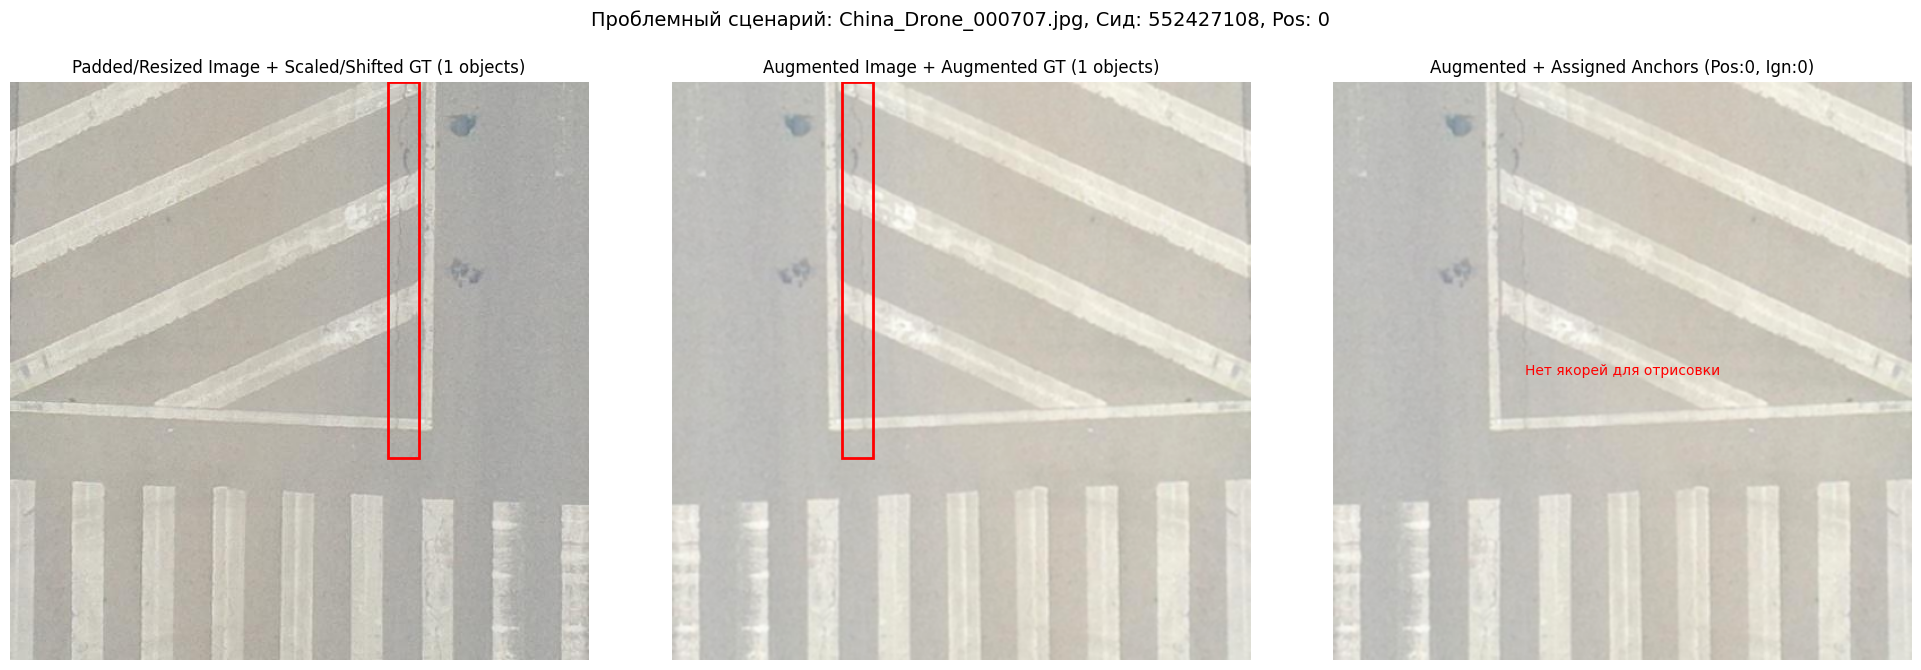 Проблемный сценарий: China_Drone_000707.jpg, Сид: 552427108, Pos: 0
Padded/Resized Image + Scaled/Shifted GT (1 objects)
Augmented Image + Augmented GT (1 objects)
Augmented + Assigned Anchors (Pos:0, Ign:0)
Нет якорей для отрисовки